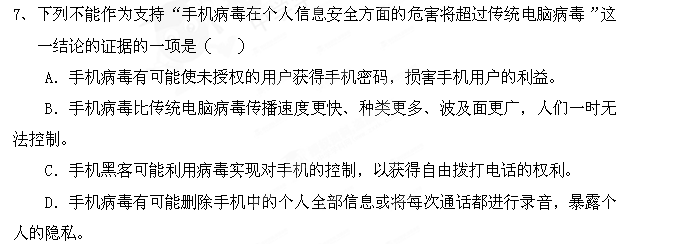 7、下列不能作为支持“手机病毒在个人信息安全方面的危害将超过传统电脑病毒”这
一结论的证据的一项是（　　）
A．手机病毒有可能使未授权的用户获得手机密码，损害手机用户的利益。
B．手机病毒比传统电脑病毒传播速度更快、种类更多、波及面更广，人们一时无
法控制。
C．手机黑客可能利用病毒实现对手机的控制，以获得自由拨打电话的权利。
D．手机病毒有可能删除手机中的个人全部信息或将每次通话都进行录音，暴露个
人的隐私。